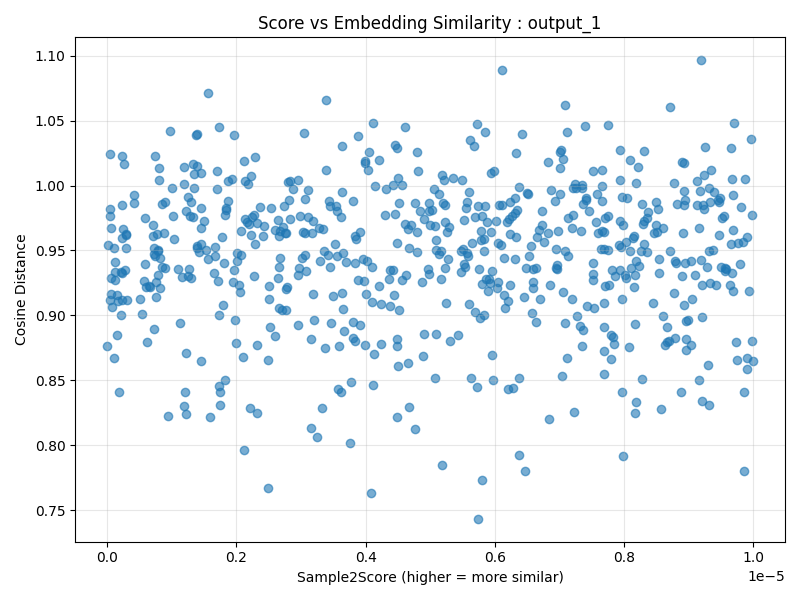 Score vs Embedding Similarity : output_1
1.10
1.05
1.00
0.95
0.90
0.85
0.80
0.75
Cosine Distance
0.0 0.2 0.4 0.6 0.8 1.0
1e−5
Sample2Score (higher = more similar)